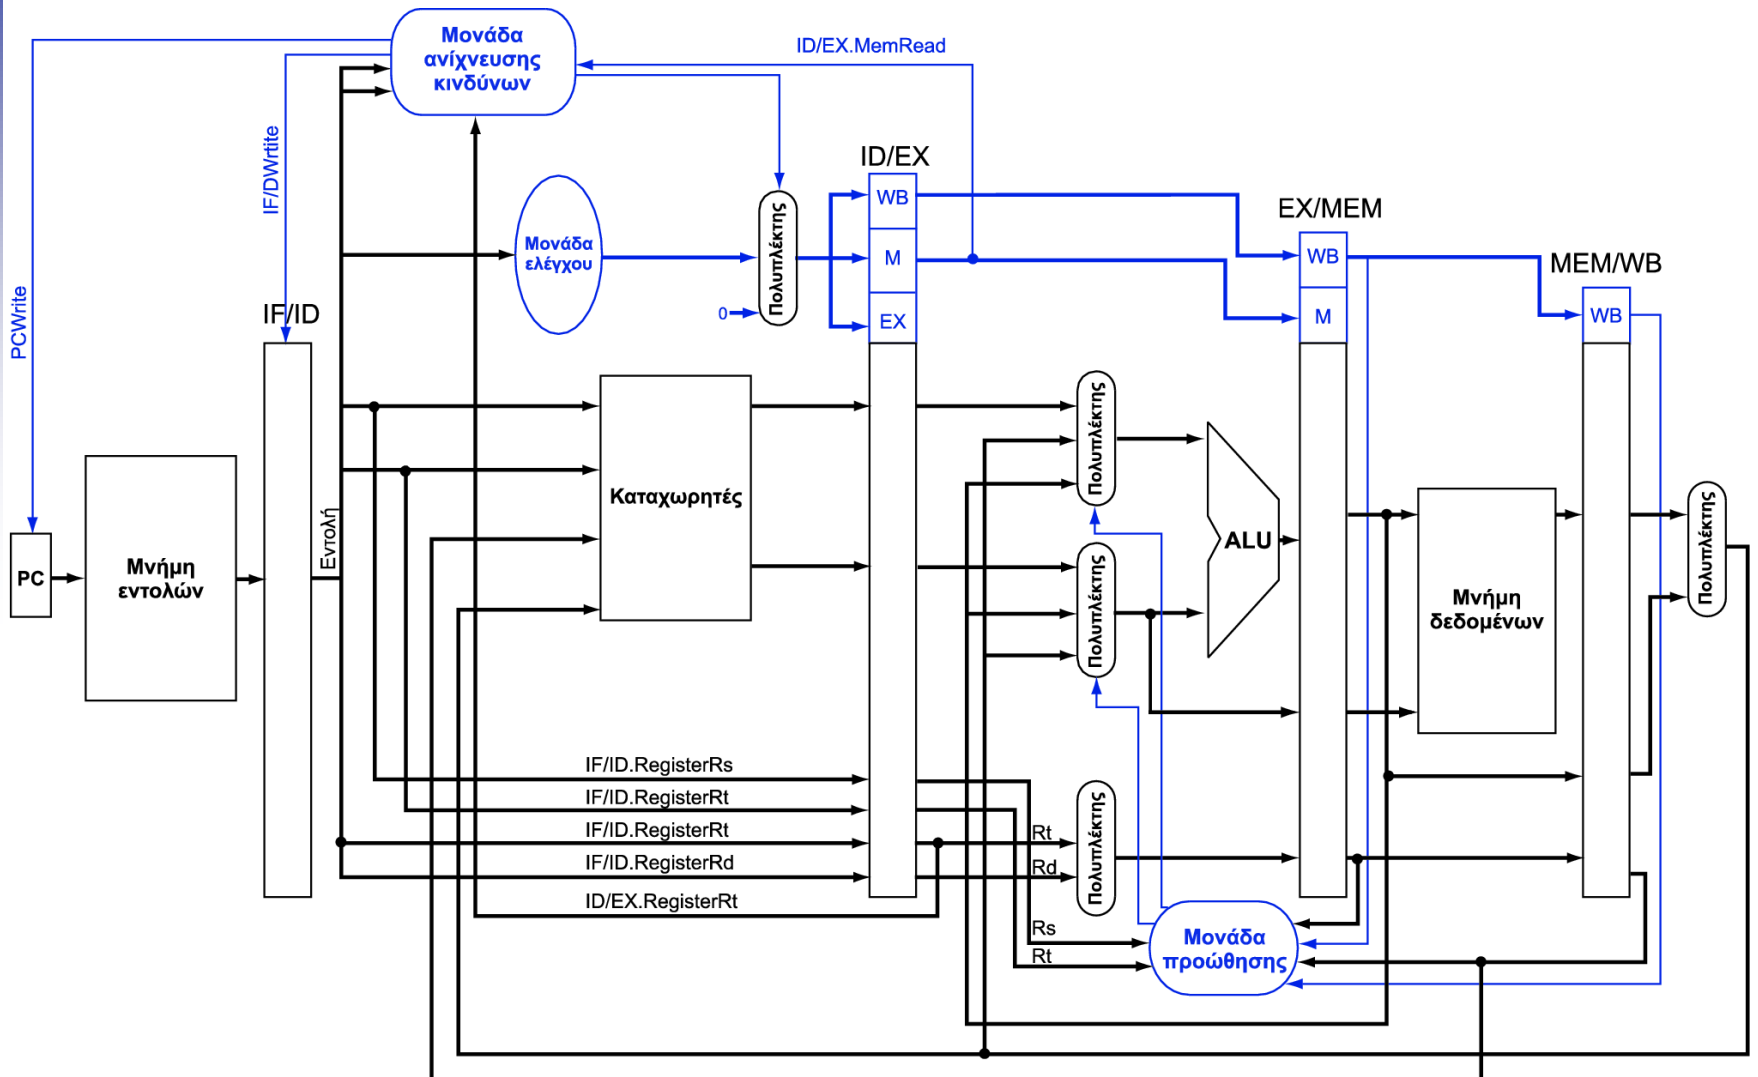 Μονάδα
ανίχνευσης
κινδύνων
ID/EX.MemRead
IF/DWrtite
ID/EX
WB
Πολυπλέκτης
EX/MEM
Μονάδα
ελέγχου
M
WB
MEM/WB
PCWrite
IF/ID
0
EX
M
WB
Πολυπλέκτης
Καταχωρητές
Εντολή
Πολυπλέκτης
ALU
PC
Μνήμη
εντολών
Πολυπλέκτης
Μνήμη
δεδομένων
IF/ID.RegisterRs
IF/ID.RegisterRt
IF/ID.RegisterRt
Rt
Πολυπλέκτης
IF/ID.RegisterRd
Rd
ID/EX.RegisterRt
Rs
Rt
Μονάδα
προώθησης